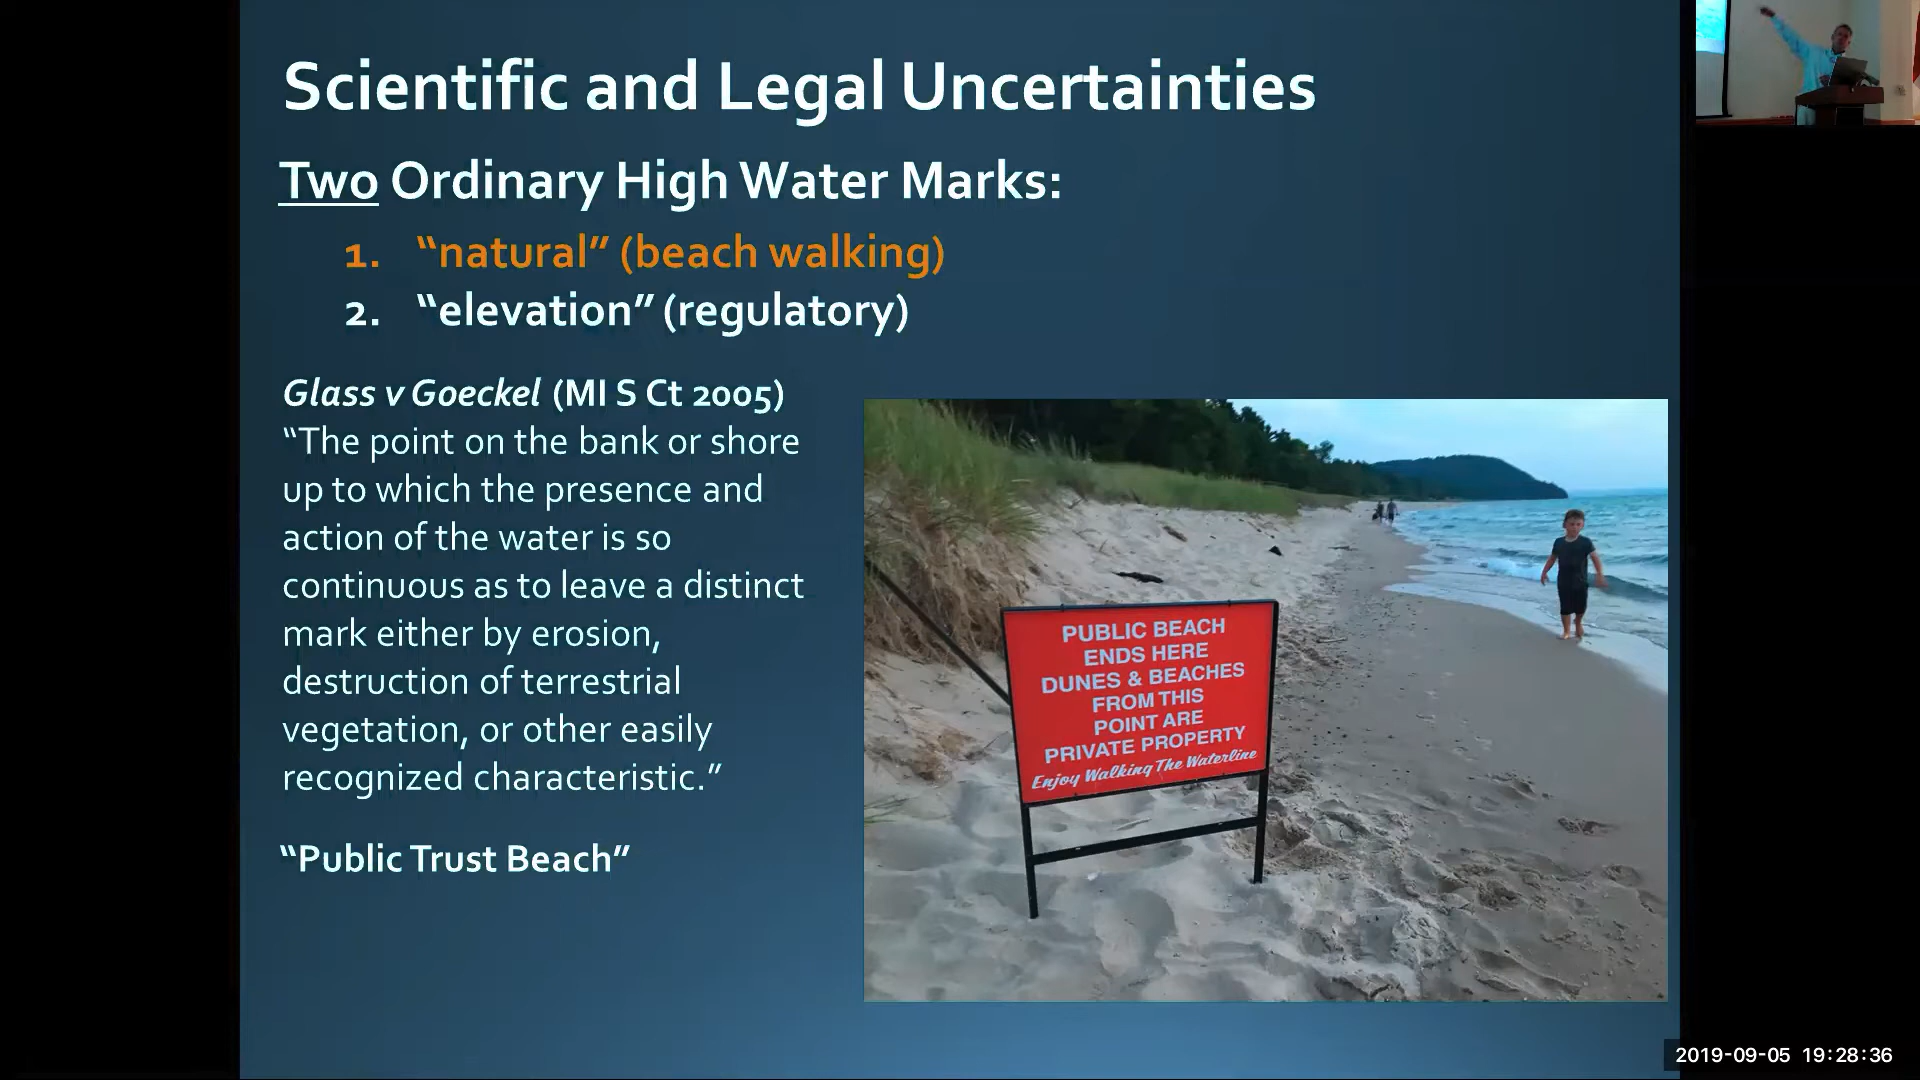 Scientific and Legal Uncertainties
Two Ordinary High Water Marks:
1. “natural” (beach walking)
2. “elevation” (regulatory)
Glass v Goeckel (MI S Ct 2005)
“The point on the bank or shore
up to which the presence and
action of the water is so
continuous as to leave a distinct
mark either by erosion,
destruction of terrestrial
vegetation, or other easily
recognized characteristic.”
“Public Trust Beach”
PUBLIC BEACH
ENDS HERE
DUNES & BEACHES
FROM THIS
POINT ARE
PRIVATE PROPERTY
Enjoy Walking The Waterline
2019-09-05 19:28:36